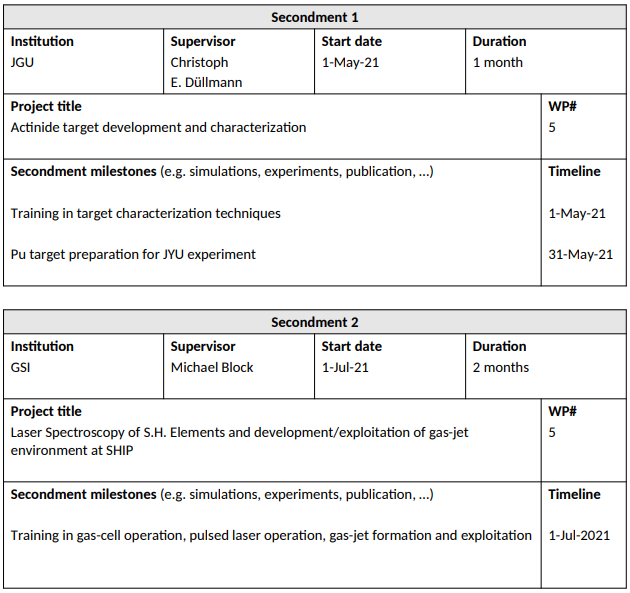 Secondment 1
Institution Supervisor Start date Duration
JGU Christoph 1-May-21 1 month
E. Düllmann
Project title WP#
Actinide target development and characterization 5
Secondment milestones (e.g. simulations, experiments, publication, ...) Timeline
Training in target characterization techniques 1-May-21
Pu target preparation for JYU experiment 31-May-21
Secondment 2
Institution Supervisor Start date Duration
GSI Michael Block 1-Jul-21 2 months
Project title WP#
Laser Spectroscopy of S.H. Elements and development/exploitation of gas-jet 5
environment at SHIP
Secondment milestones (e.g. simulations, experiments, publication, ...) Timeline
Training in gas-cell operation, pulsed laser operation, gas-jet formation and exploitation 1-Jul-2021